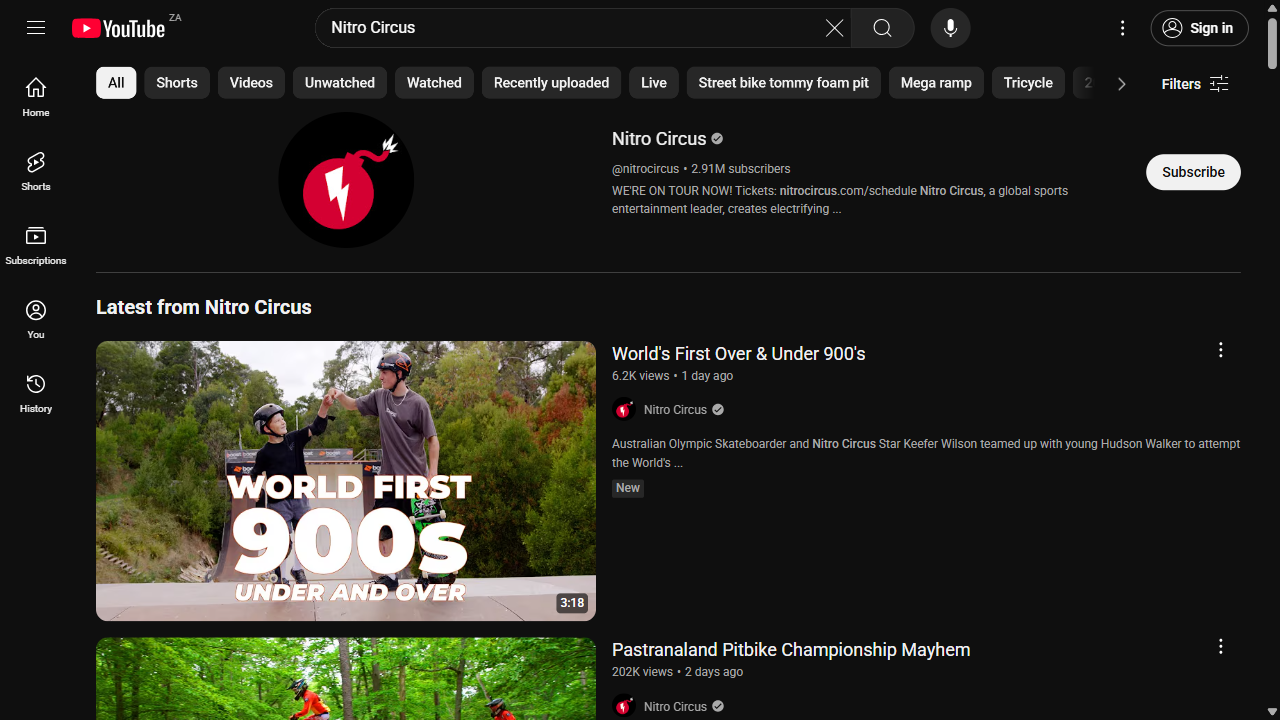 YouTube ZA
Nitro Circus
Sign in
Home
Shorts
Subscriptions
You
History
All
Shorts
Videos
Unwatched
Watched
Recently uploaded
Live
Street bike tommy foam pit
Mega ramp
Tricycle
Filters
Nitro Circus
@nitrocircus • 2.91M subscribers
WE'RE ON TOUR NOW! Tickets: nitrocircus.com/schedule Nitro Circus, a global sports
entertainment leader, creates electrifying ...
Subscribe
Latest from Nitro Circus
WORLD FIRST
900s
UNDER AND OVER
3:18
World's First Over & Under 900's
6.2K views • 1 day ago
Nitro Circus
Australian Olympic Skateboarder and Nitro Circus Star Keefer Wilson teamed up with young Hudson Walker to attempt
the World's ...
New
Pastranaland Pitbike Championship Mayhem
202K views • 2 days ago
Nitro Circus